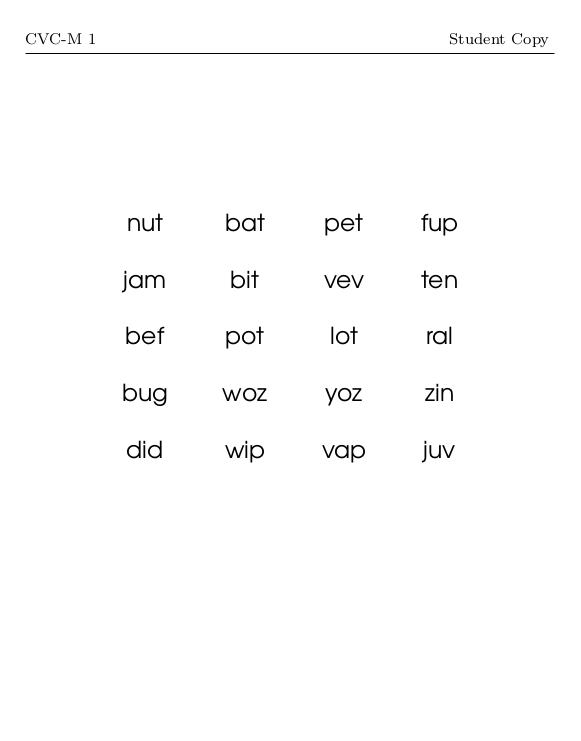 CVC-M 1 Student Copy
nut bat pet fup
jam bit vev ten
bef pot lot ral
bug woz yoz zin
did wip vap juv